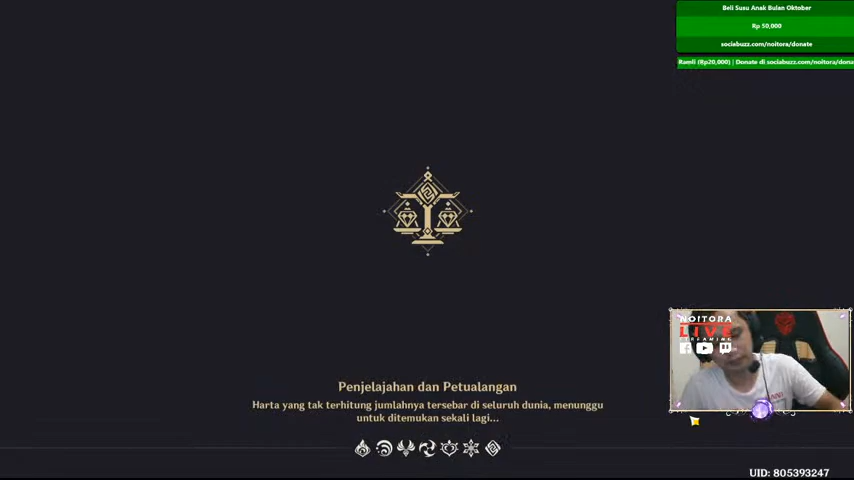 Beli Susu Anak Bulan Oktober
Rp 50,000
sociabuzz.com/noitora/donate
Ramli (Rp20,000) | Donate di sociabuzz.com/noitora/dona
NOITORA
LIVE
STREAMING
Penjelajahan dan Petualangan
Harta yang tak terhitung jumlahnya tersebar di seluruh dunia, menunggu
untuk ditemukan sekali lagi...
UID: 805393247